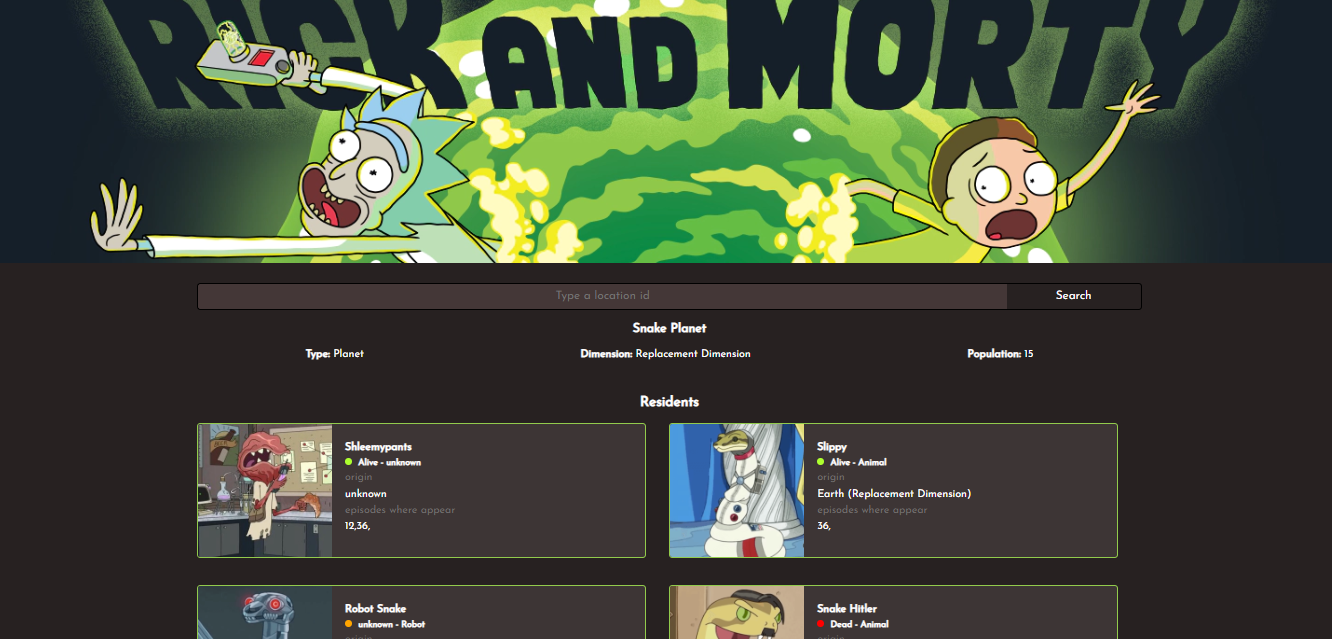 RICK AND MORTY
Type a location id
Search
Snake Planet
Type: Planet
Dimension: Replacement Dimension
Population: 15
Residents
Shleemypants
Alive - unknown
origin
unknown
episodes where appear
12,36,
Slippy
Alive - Animal
origin
Earth (Replacement Dimension)
episodes where appear
36,
Robot Snake
unknown - Robot
origin
Snake Hitler
Dead - Animal
origin